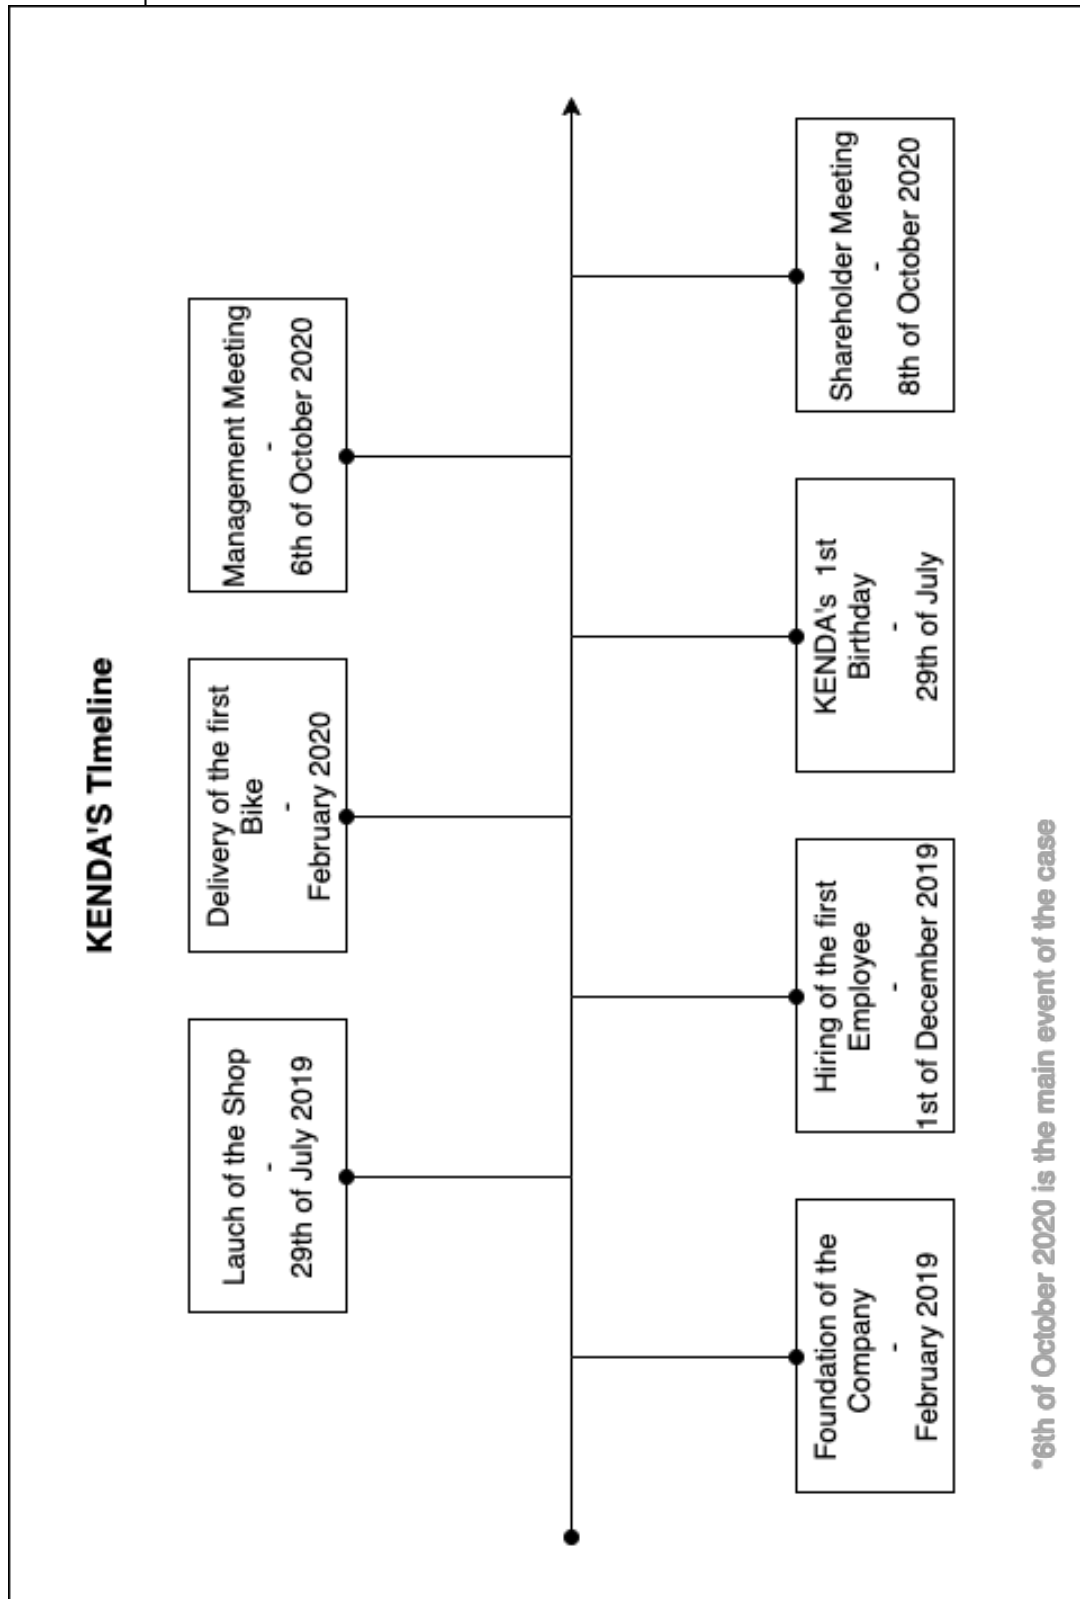 KENDA'S TImeline
Foundation of the
Company
-
February 2019
Lauch of the Shop
-
29th of July 2019
Hiring of the first
Employee
-
1st of December 2019
Delivery of the first
Bike
-
February 2020
KENDA's 1st
Birthday
-
29th of July
Management Meeting
-
6th of October 2020
Shareholder Meeting
-
8th of October 2020
*6th of October 2020 is the main event of the case